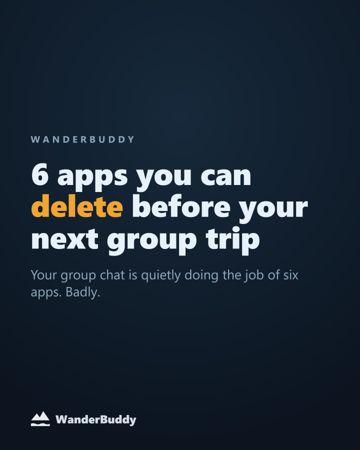 WANDERBUDDY
6 apps you can
delete before your
next group trip
Your group chat is quietly doing the job of six
apps. Badly.
WanderBuddy